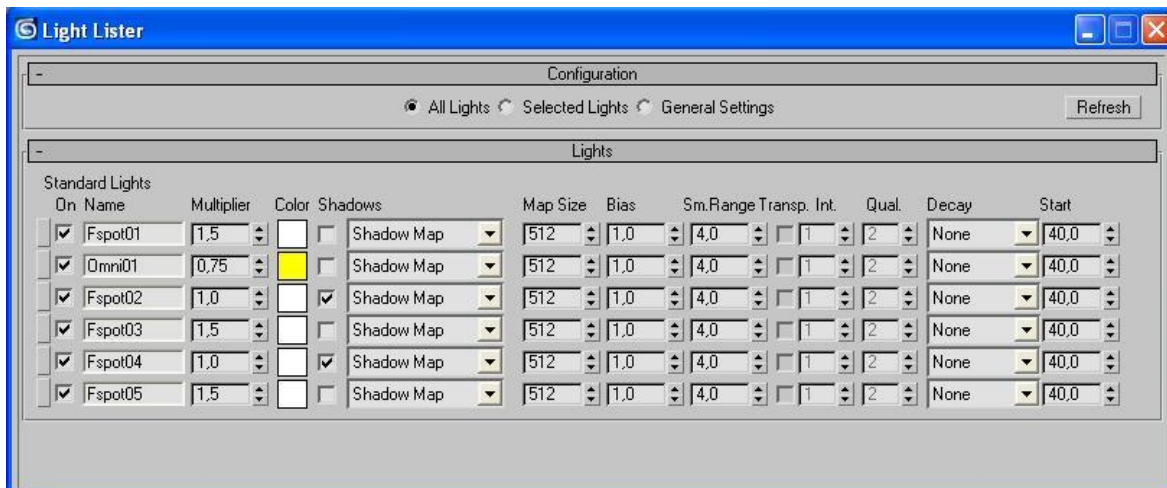 Light Lister
- Configuration
All Lights Selected Lights General Settings Refresh
- Lights
Standard Lights
On Name Multiplier Color Shadows Map Size Bias Sm.Range Transp. Int. Qual. Decay Start
Fspot01 1,5 Shadow Map 512 1,0 4,0 1 2 None 40,0
Omni01 0,75 Shadow Map 512 1,0 4,0 1 2 None 40,0
Fspot02 1,0 Shadow Map 512 1,0 4,0 1 2 None 40,0
Fspot03 1,5 Shadow Map 512 1,0 4,0 1 2 None 40,0
Fspot04 1,0 Shadow Map 512 1,0 4,0 1 2 None 40,0
Fspot05 1,5 Shadow Map 512 1,0 4,0 1 2 None 40,0